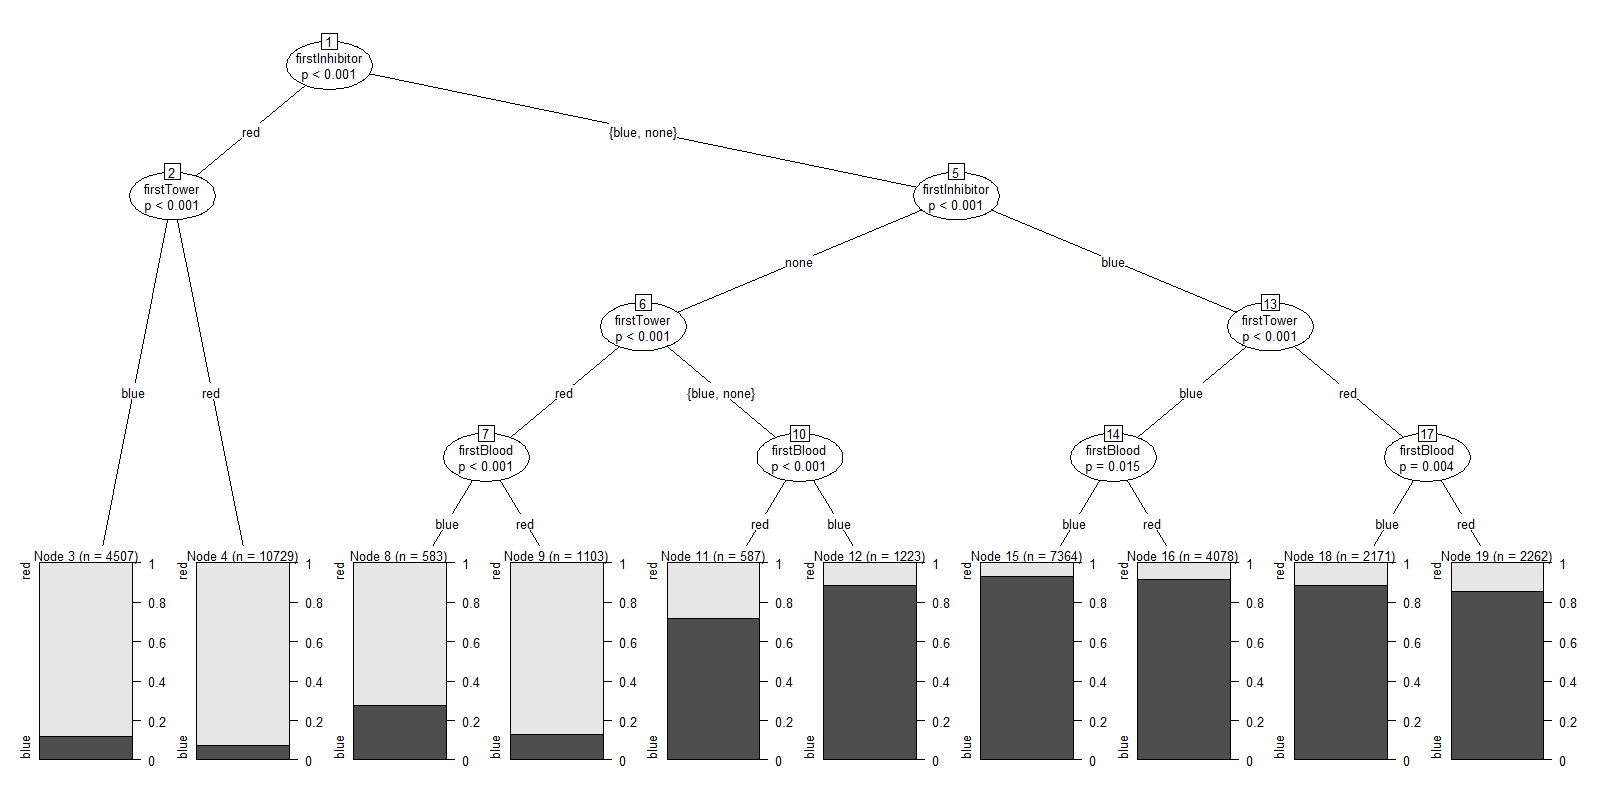 1
firstInhibitor
p < 0.001
red
{blue, none}
2
firstTower
p < 0.001
5
firstInhibitor
p < 0.001
none
blue
6
firstTower
p < 0.001
13
firstTower
p < 0.001
blue
red
red
{blue, none}
blue
red
7
firstBlood
p < 0.001
10
firstBlood
p < 0.001
14
firstBlood
p = 0.015
17
firstBlood
p = 0.004
blue
red
red
blue
blue
red
blue
red
Node 3 (n = 4507)
red
blue
1
0.8
0.6
0.4
0.2
0
Node 4 (n = 10729)
red
blue
1
0.8
0.6
0.4
0.2
0
Node 8 (n = 583)
red
blue
1
0.8
0.6
0.4
0.2
0
Node 9 (n = 1103)
red
blue
1
0.8
0.6
0.4
0.2
0
Node 11 (n = 587)
red
blue
1
0.8
0.6
0.4
0.2
0
Node 12 (n = 1223)
red
blue
1
0.8
0.6
0.4
0.2
0
Node 15 (n = 7364)
red
blue
1
0.8
0.6
0.4
0.2
0
Node 16 (n = 4078)
red
blue
1
0.8
0.6
0.4
0.2
0
Node 18 (n = 2171)
red
blue
1
0.8
0.6
0.4
0.2
0
Node 19 (n = 2262)
red
blue
1
0.8
0.6
0.4
0.2
0